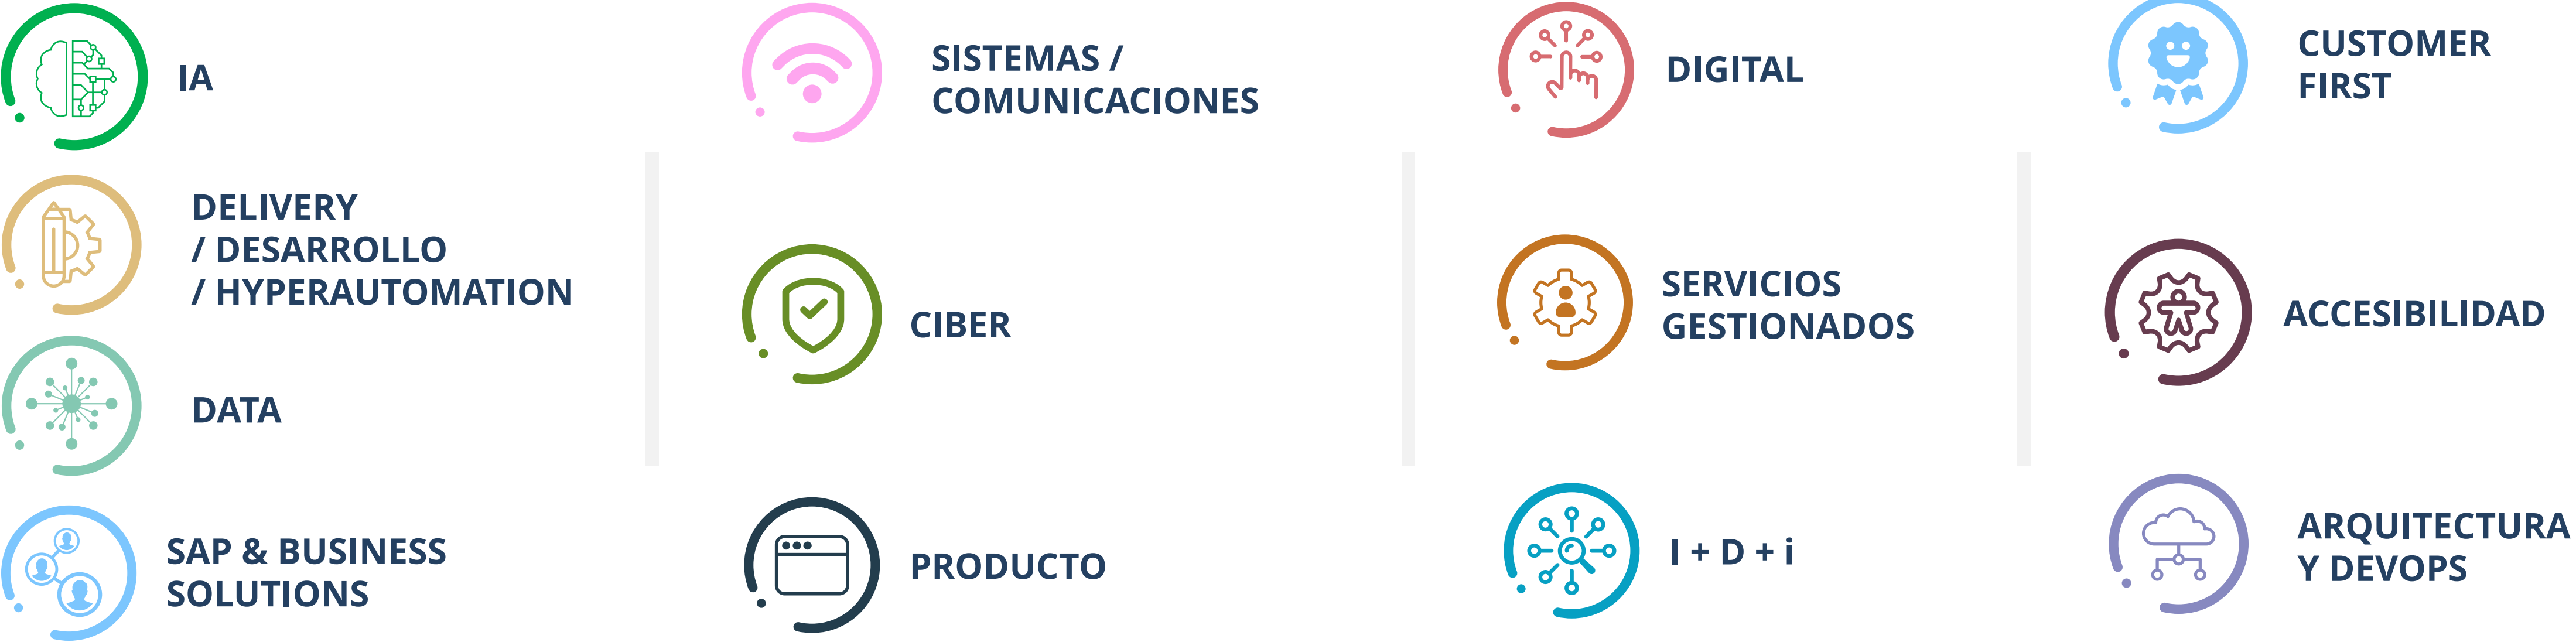 IA
DELIVERY
/ DESARROLLO
/ HYPERAUTOMATION
DATA
SAP & BUSINESS
SOLUTIONS
SISTEMAS /
COMUNICACIONES
CIBER
PRODUCTO
DIGITAL
SERVICIOS
GESTIONADOS
I + D + i
CUSTOMER
FIRST
ACCESIBILIDAD
ARQUITECTURA
Y DEVOPS